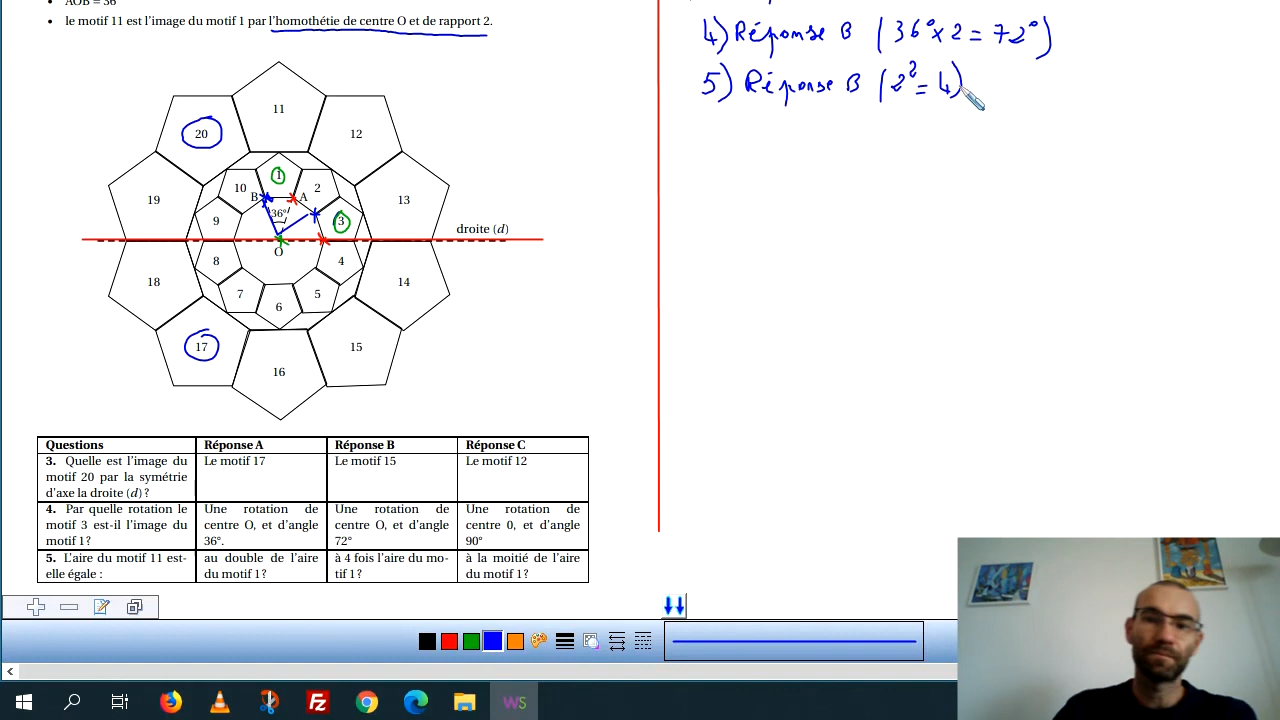 • AOB = 36
• le motif 11 est l'image du motif 1 par l'homothétie de centre O et de rapport 2.
4) Réponse B (36° x 2 = 72°)
5) Réponse B (2² = 4)
11
20
12
1
10
2
B
A
19
13
36°
9
3
droite (d)
O
8
4
18
14
7
5
6
17
15
16
Questions
Réponse A
Réponse B
Réponse C
3. Quelle est l'image du
motif 20 par la symétrie
d'axe la droite (d) ?
Le motif 17
Le motif 15
Le motif 12
4. Par quelle rotation le
motif 3 est-il l'image du
motif 1?
Une rotation de
centre O, et d'angle
36°.
Une rotation de
centre O, et d'angle
72°
Une rotation de
centre 0, et d'angle
90°
5. L'aire du motif 11 est-
elle égale :
au double de l'aire
du motif 1?
à 4 fois l'aire du mo-
tif 1?
à la moitié de l'aire
du motif 1?
WS